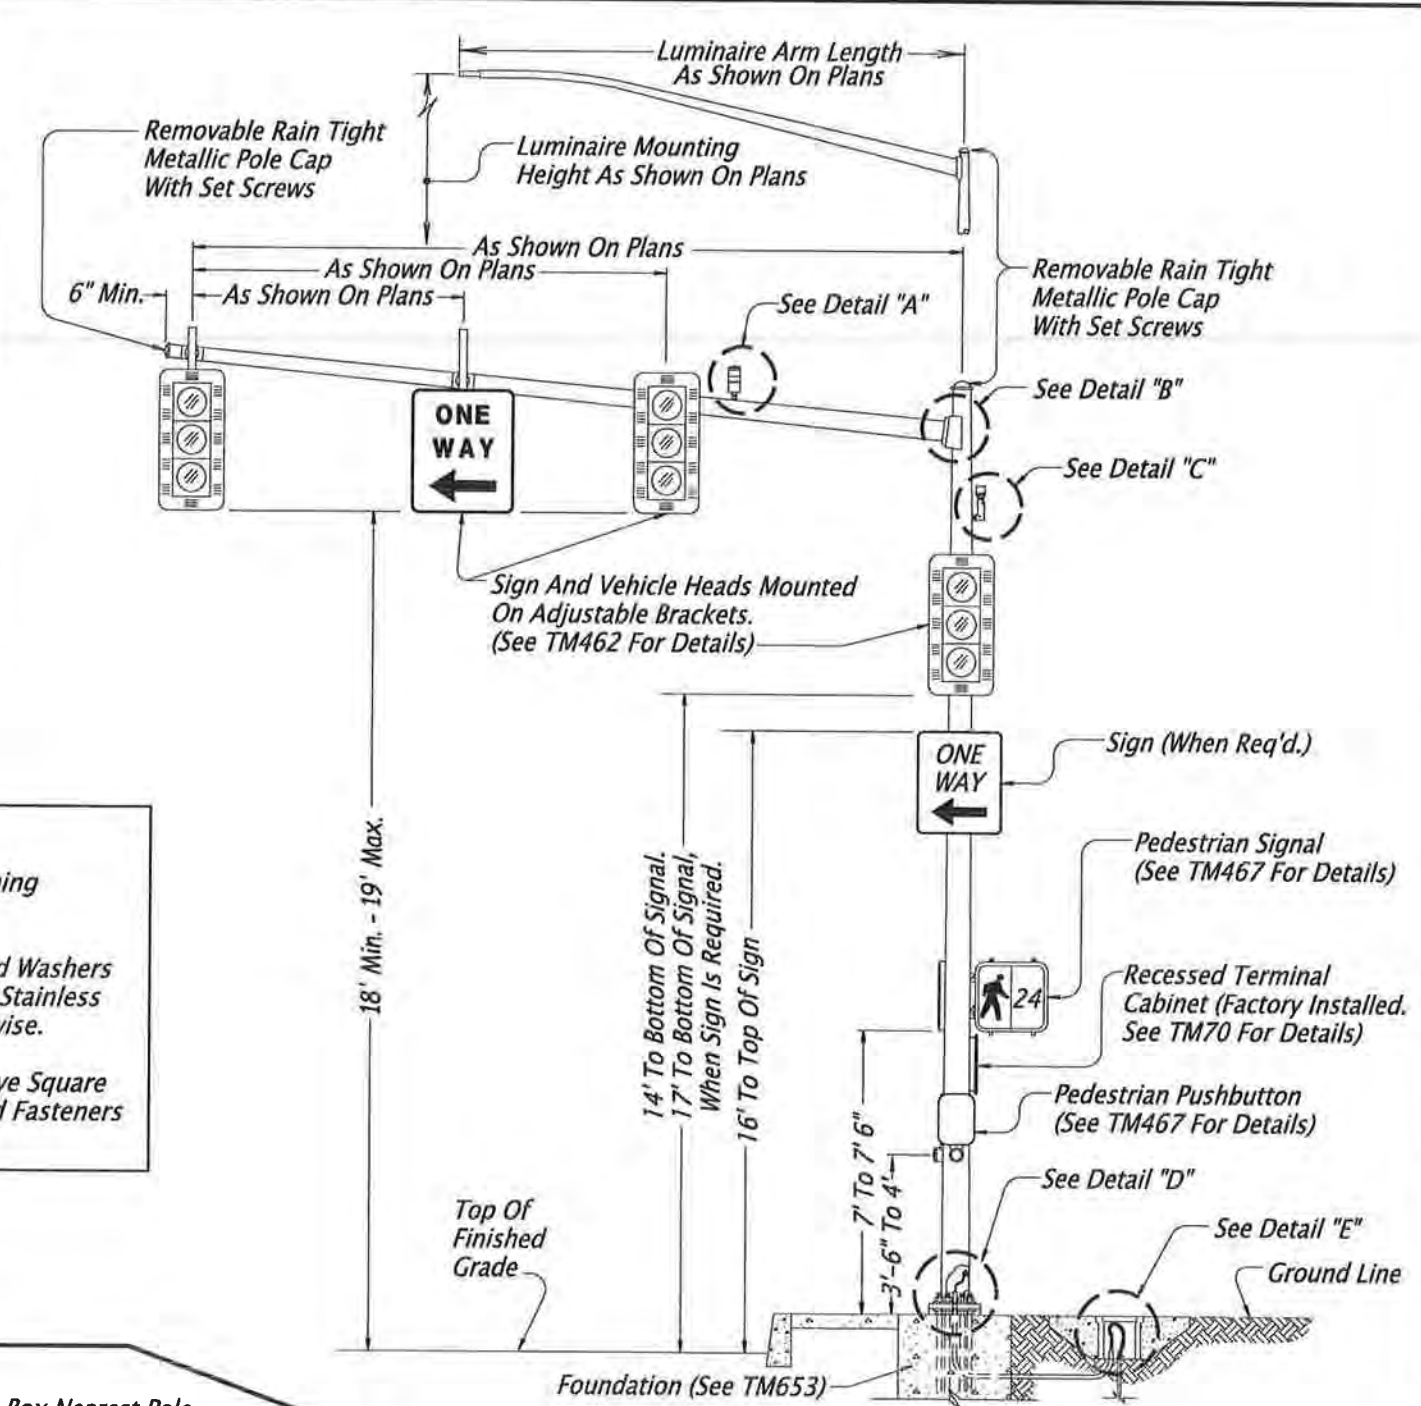 Luminaire Arm Length
As Shown On Plans
Removable Rain Tight
Metallic Pole Cap
With Set Screws
Luminaire Mounting
Height As Shown On Plans
As Shown On Plans
As Shown On Plans
6" Min.
As Shown On Plans
See Detail "A"
Removable Rain Tight
Metallic Pole Cap
With Set Screws
See Detail "B"
ONE
WAY
See Detail "C"
Sign And Vehicle Heads Mounted
On Adjustable Brackets.
(See TM462 For Details)
ONE
WAY
Sign (When Req'd.)
18' Min. - 19' Max.
14' To Bottom Of Signal.
17' To Bottom Of Signal,
When Sign Is Required.
16' To Top Of Sign
Pedestrian Signal
(See TM467 For Details)
24
Recessed Terminal
Cabinet (Factory Installed.
See TM70 For Details)
Pedestrian Pushbutton
(See TM467 For Details)
7' To 7' 6"
3'-6" To 4'
See Detail "D"
See Detail "E"
Ground Line
Top Of
Finished
Grade
Foundation (See TM653)
ing
d Washers
Stainless
wise.
ve Square
d Fasteners
Box Nearest Pole